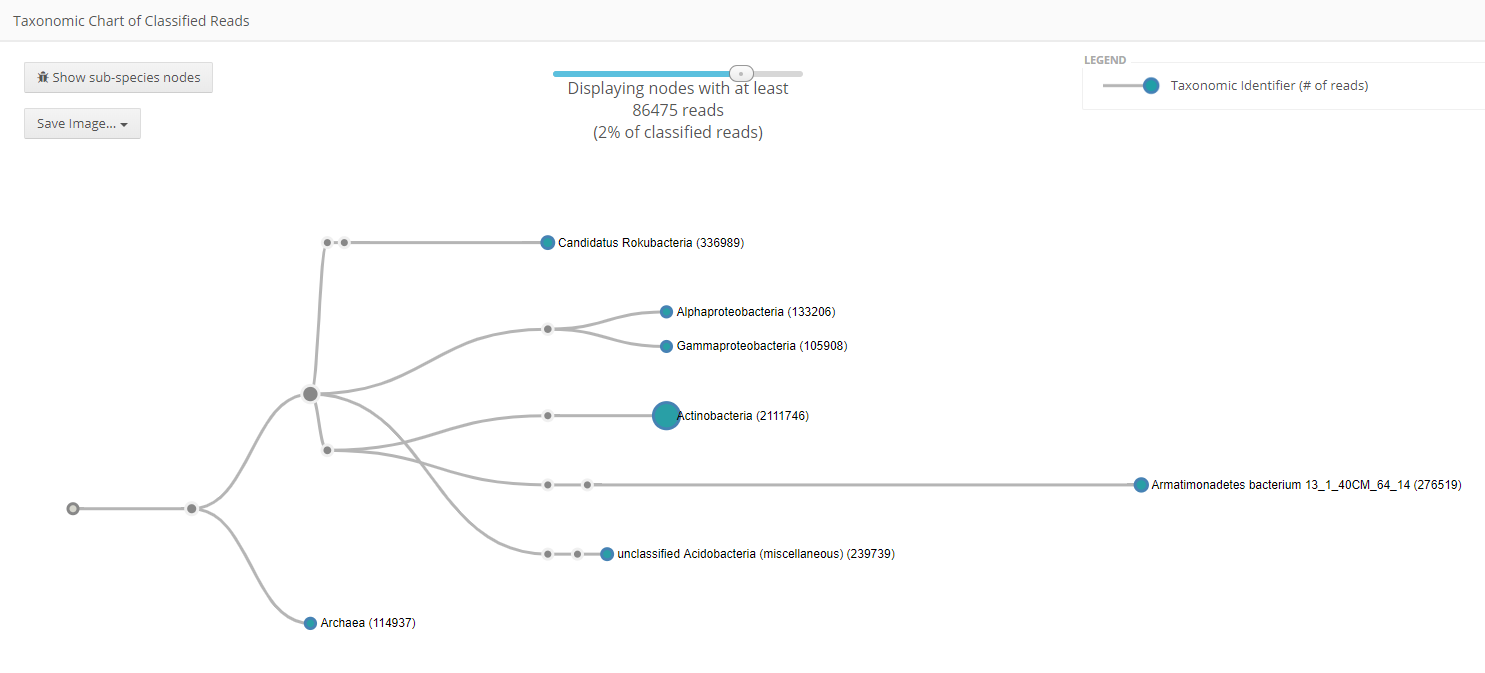 Taxonomic Chart of Classified Reads
Show sub-species nodes
Save Image...
Displaying nodes with at least
86475 reads
(2% of classified reads)
LEGEND
Taxonomic Identifier (# of reads)
Candidatus Rokubacteria (336989)
Alphaproteobacteria (133206)
Gammaproteobacteria (105908)
Actinobacteria (2111746)
Armatimonadetes bacterium 13_1_40CM_64_14 (276519)
unclassified Acidobacteria (miscellaneous) (239739)
Archaea (114937)